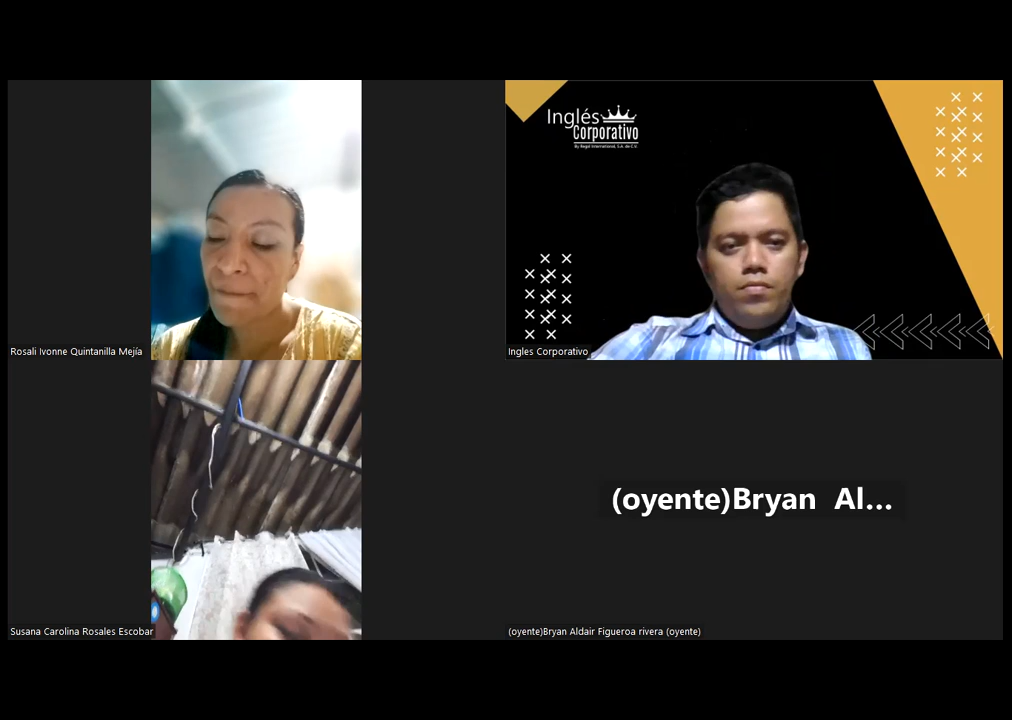 Inglés
Corporativo
By Regal International, S.A. de C.V.
Rosali Ivonne Quintanilla Mejía
Ingles Corporativo
(oyente)Bryan Al...
Susana Carolina Rosales Escobar
(oyente)Bryan Aldair Figueroa rivera (oyente)